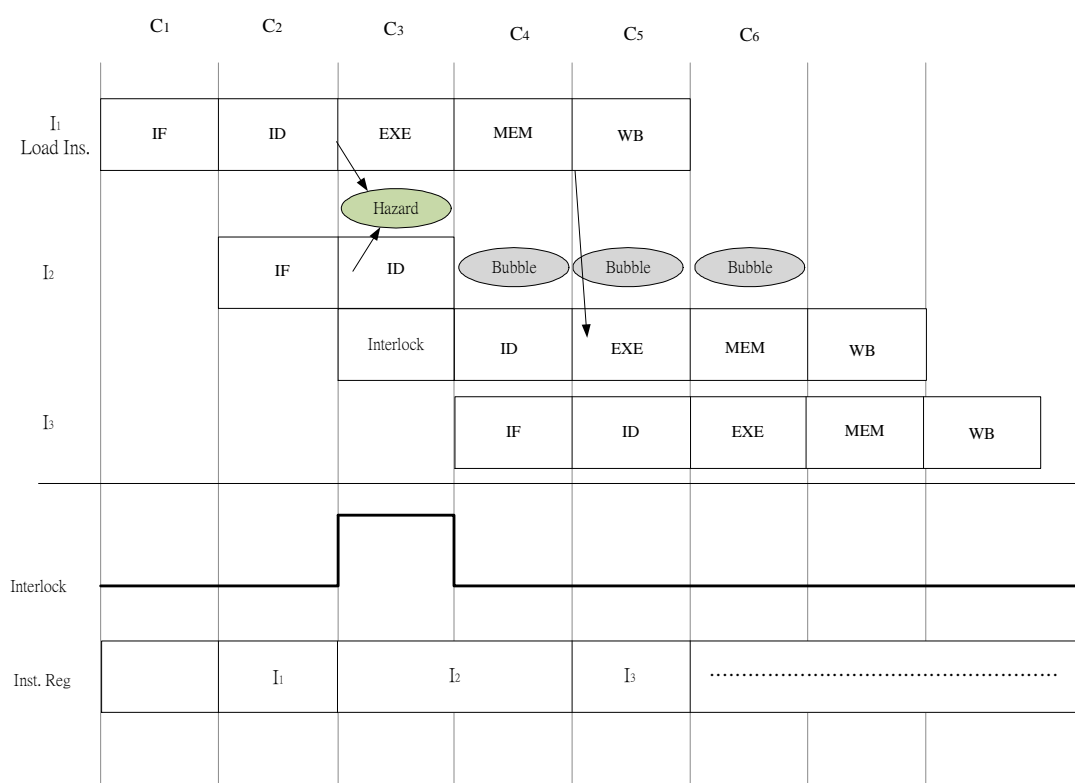 C1 C2 C3 C4 C5 C6
I1
Load Ins.
IF ID EXE MEM WB
Hazard
I2
IF ID Bubble Bubble Bubble
Interlock ID EXE MEM WB
I3
IF ID EXE MEM WB
Interlock
Inst. Reg
I1 I2 I3 ......................................................